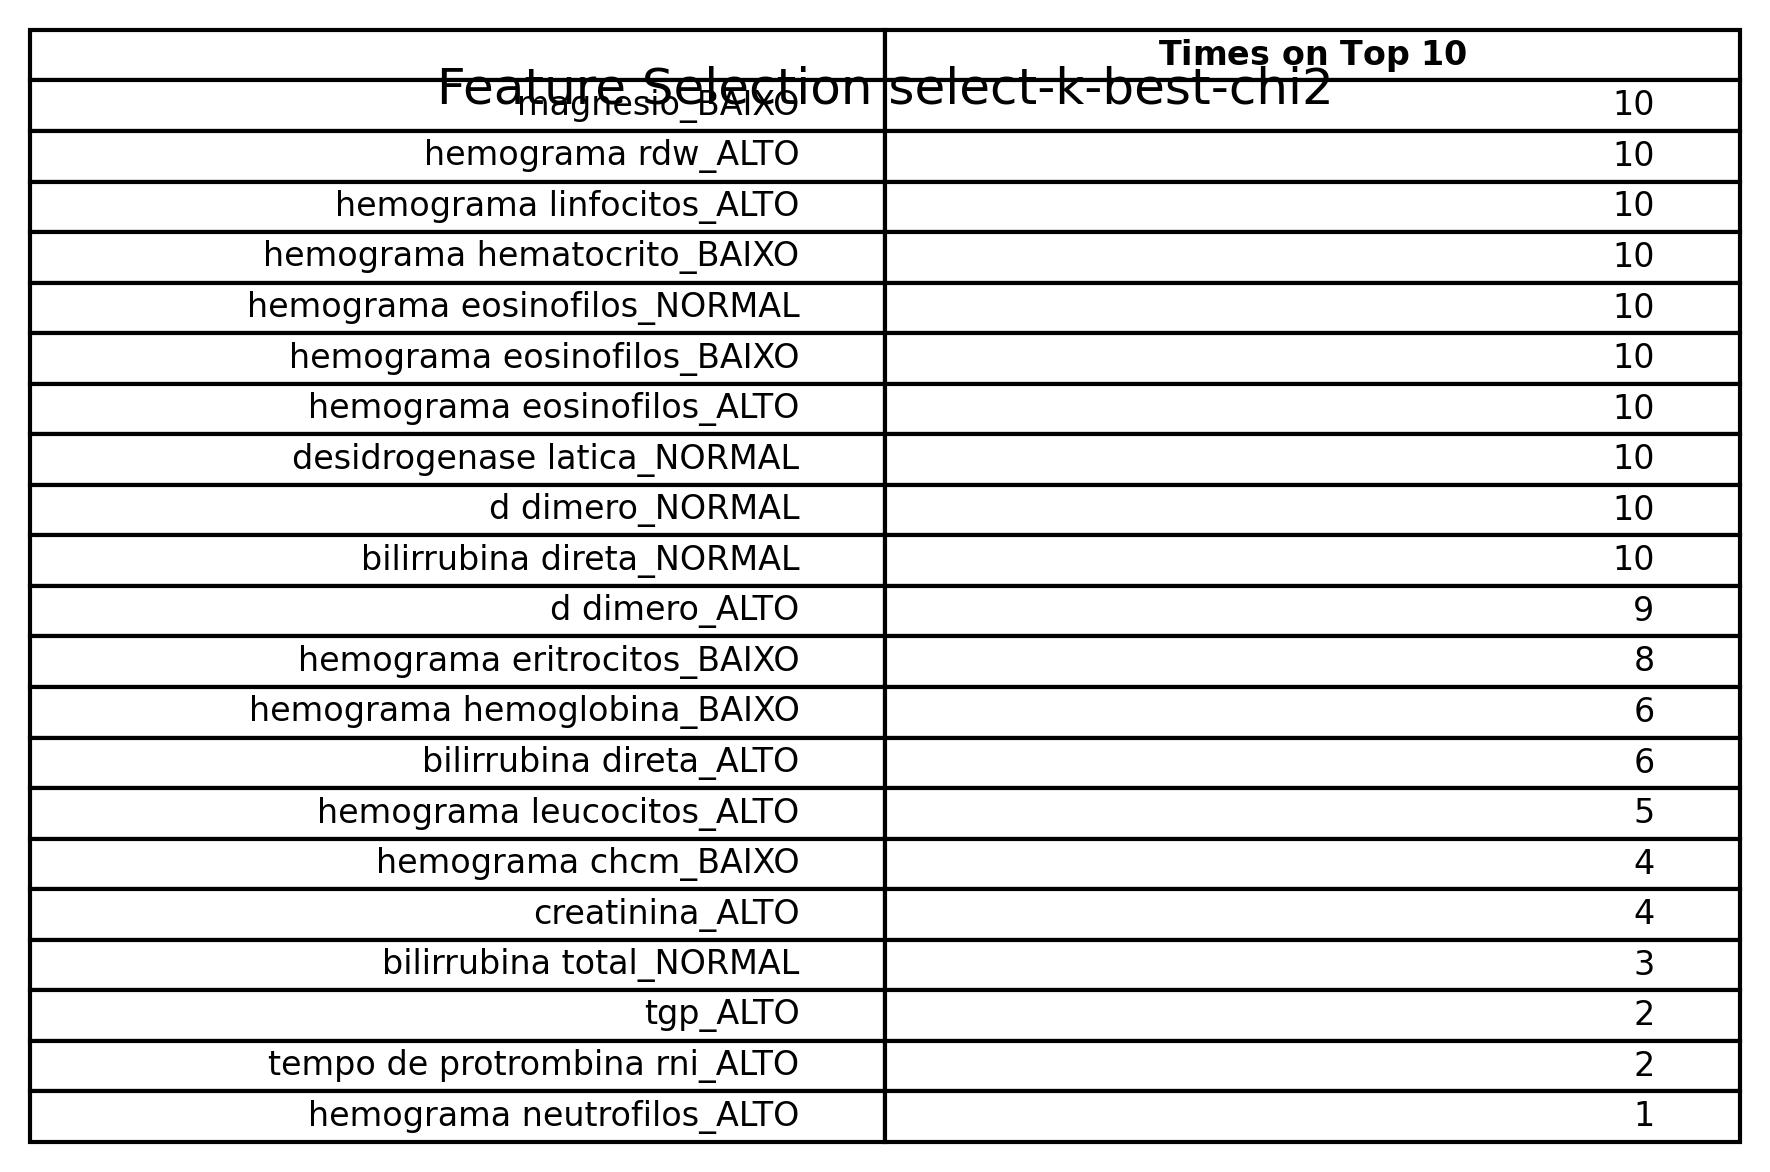 Times on Top 10
Feature Selection select-k-best-chi2
magnesio_BAIXO 10
hemograma rdw_ALTO 10
hemograma linfocitos_ALTO 10
hemograma hematocrito_BAIXO 10
hemograma eosinofilos_NORMAL 10
hemograma eosinofilos_BAIXO 10
hemograma eosinofilos_ALTO 10
desidrogenase latica_NORMAL 10
d dimero_NORMAL 10
bilirrubina direta_NORMAL 10
d dimero_ALTO 9
hemograma eritrocitos_BAIXO 8
hemograma hemoglobina_BAIXO 6
bilirrubina direta_ALTO 6
hemograma leucocitos_ALTO 5
hemograma chcm_BAIXO 4
creatinina_ALTO 4
bilirrubina total_NORMAL 3
tgp_ALTO 2
tempo de protrombina rni_ALTO 2
hemograma neutrofilos_ALTO 1